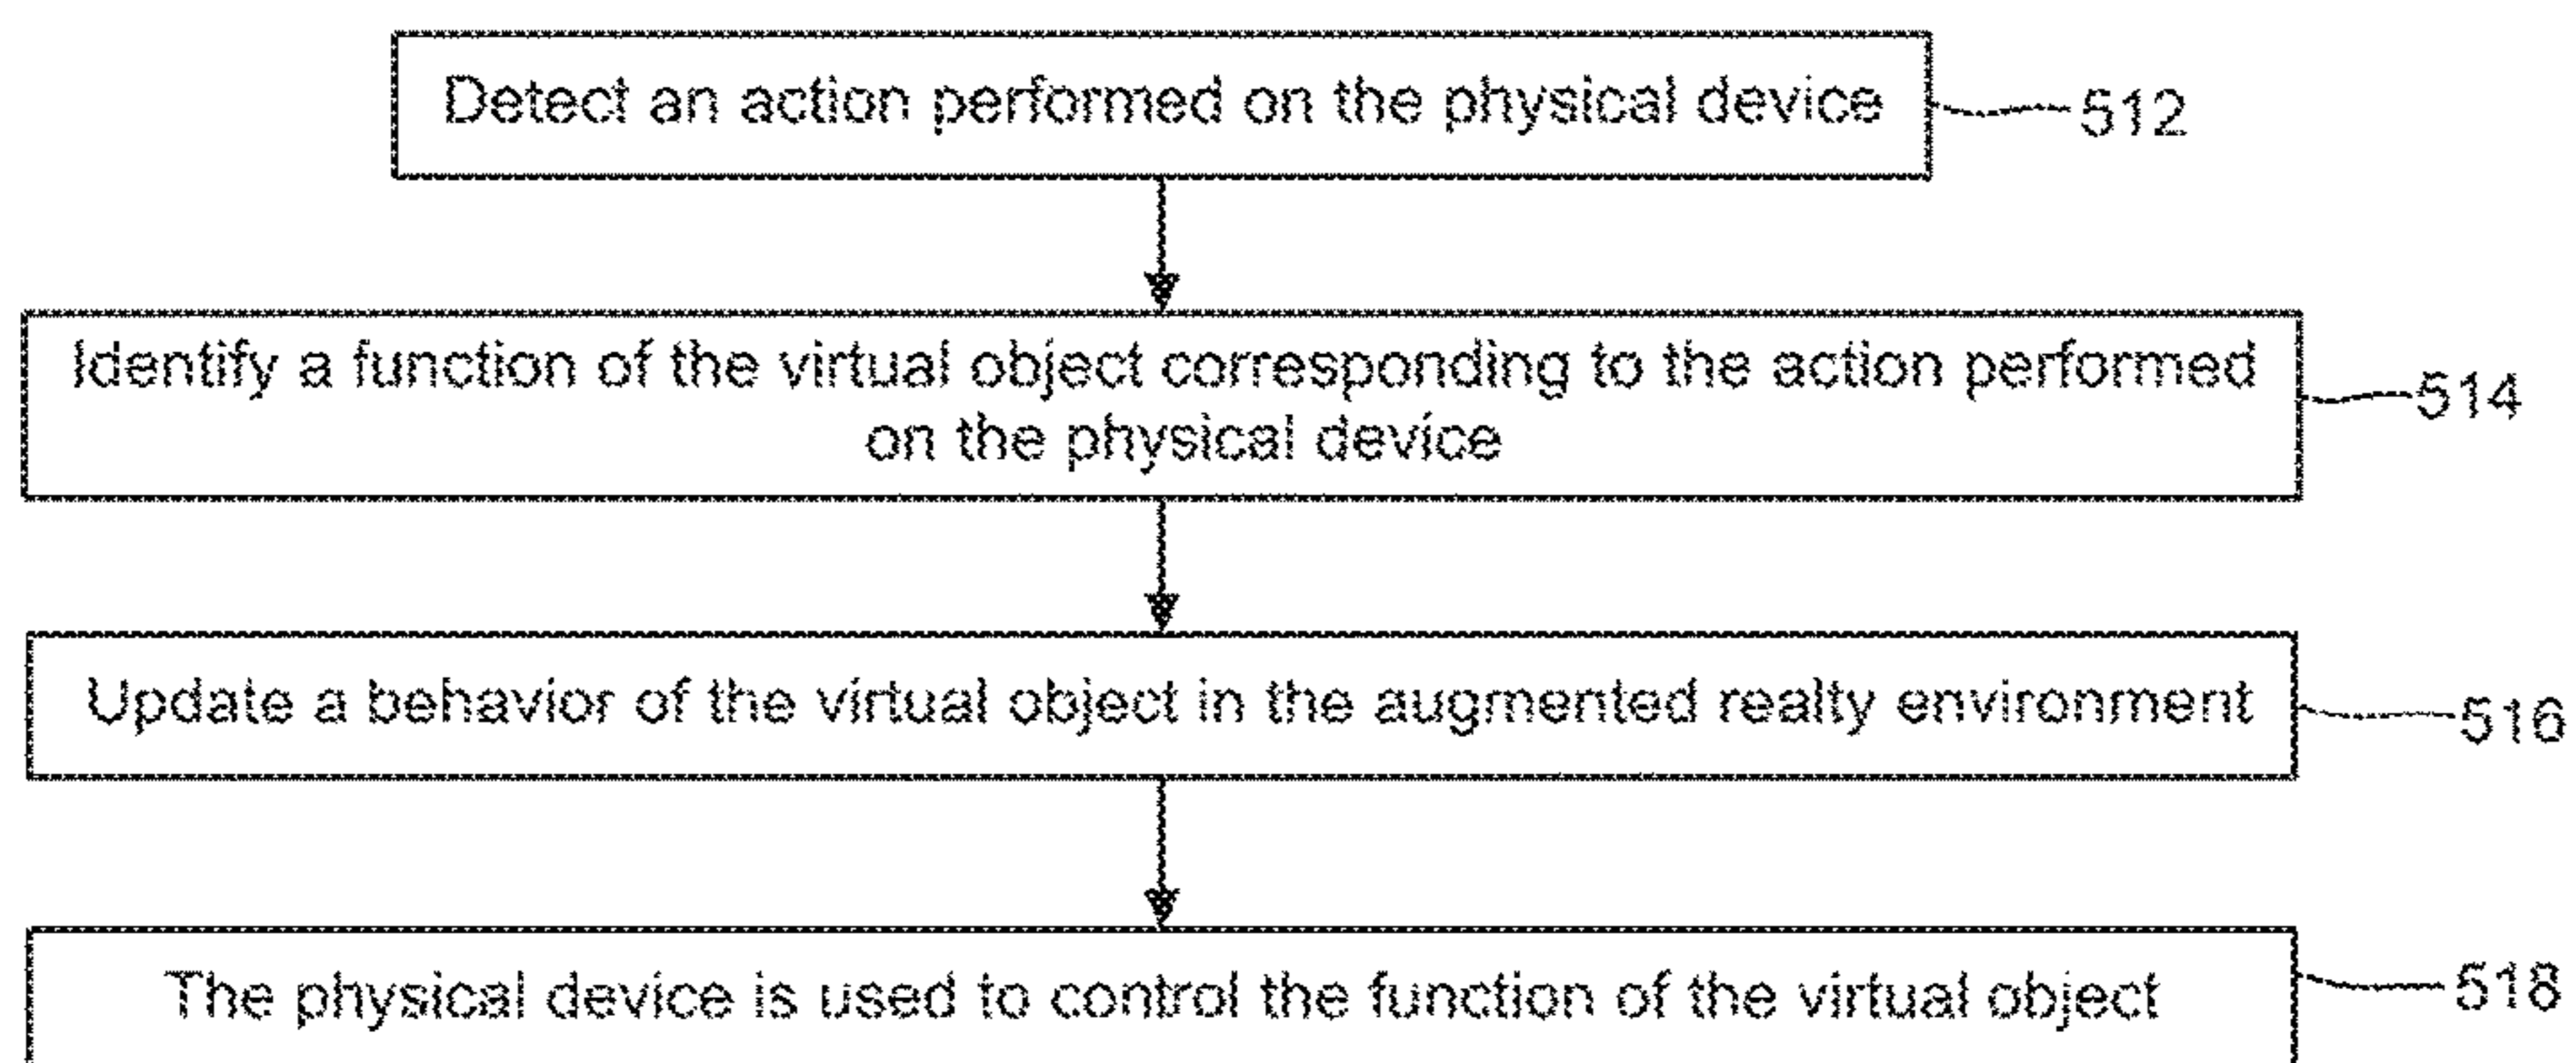 Detect an action performed on the physical device
512
Identify a function of the virtual object corresponding to the action performed
on the physical device
514
Update a behavior of the virtual object in the augmented realty environment
516
The physical device is used to control the function of the virtual object
518